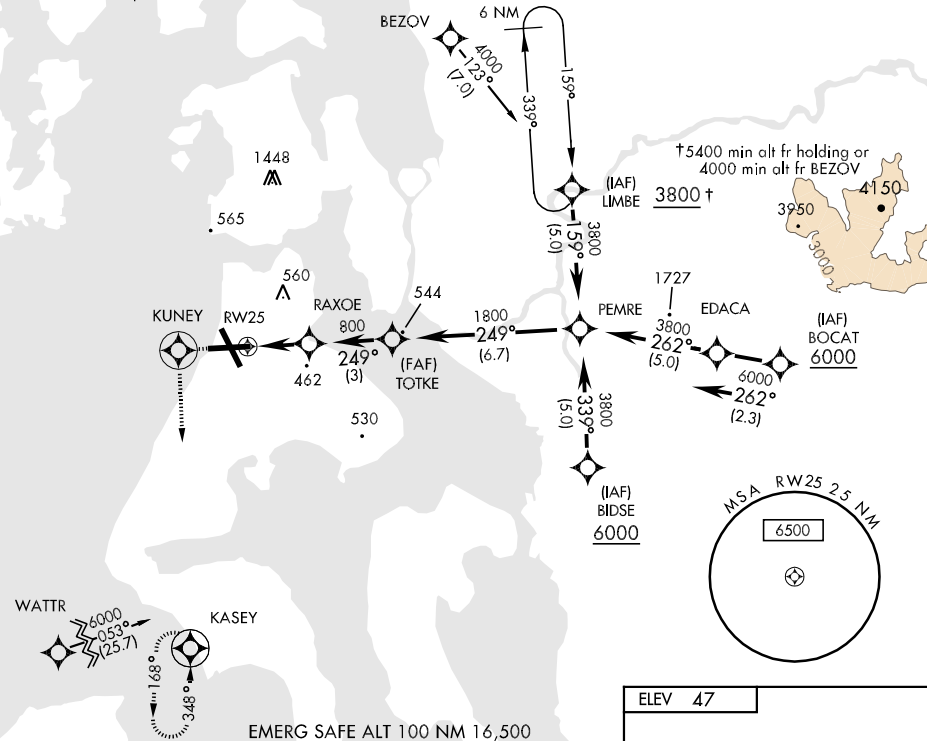 BEZOV
6 NM
4000
123°
(7.0)
339°
159°
1448
565
†5400 min alt fr holding or
4000 min alt fr BEZOV
4150
3950
3000
(IAF)
LIMBE
3800 †
3800
159°
(5.0)
560
RAXOE
544
1727
PEMRE
EDACA
KUNEY
RW25
800
249°
(3)
1800
249°
(6.7)
3800
262°
(5.0)
(IAF)
BOCAT
6000
462
(FAF)
TOTKE
6000
262°
(2.3)
530
3800
339°
(5.0)
(IAF)
BIDSE
6000
MSA RW25 25 NM
6500
WATTR
6000
053°
(25.7)
KASEY
168°
348°
ELEV 47
EMERG SAFE ALT 100 NM 16,500